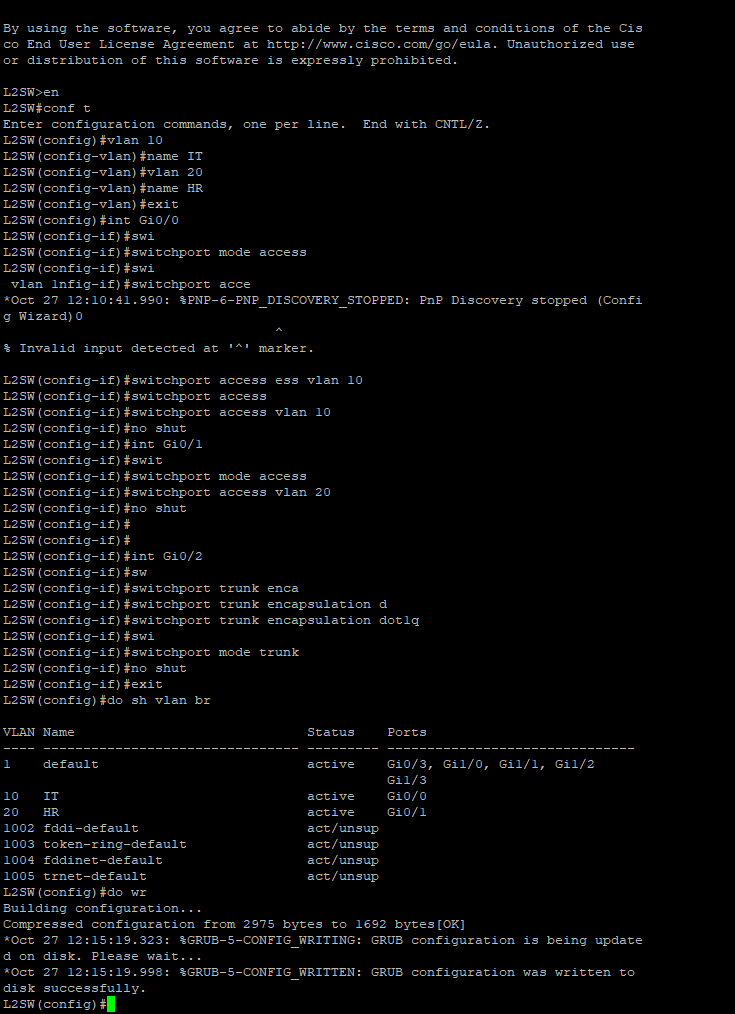 By using the software, you agree to abide by the terms and conditions of the Cis
co End User License Agreement at http://www.cisco.com/go/eula. Unauthorized use
or distribution of this software is expressly prohibited.
L2SW>en
L2SW#conf t
Enter configuration commands, one per line.  End with CNTL/Z.
L2SW(config)#vlan 10
L2SW(config-vlan)#name IT
L2SW(config-vlan)#vlan 20
L2SW(config-vlan)#name HR
L2SW(config-vlan)#exit
L2SW(config)#int Gi0/0
L2SW(config-if)#swi
L2SW(config-if)#switchport mode access
L2SW(config-if)#swi
 vlan 1nfig-if)#switchport acce
*Oct 27 12:10:41.990: %PNP-6-PNP_DISCOVERY_STOPPED: PnP Discovery stopped (Confi
g Wizard)0
^
% Invalid input detected at '^' marker.
L2SW(config-if)#switchport access ess vlan 10
L2SW(config-if)#switchport access
L2SW(config-if)#switchport access vlan 10
L2SW(config-if)#no shut
L2SW(config-if)#int Gi0/1
L2SW(config-if)#swit
L2SW(config-if)#switchport mode access
L2SW(config-if)#switchport access vlan 20
L2SW(config-if)#no shut
L2SW(config-if)#
L2SW(config-if)#
L2SW(config-if)#int Gi0/2
L2SW(config-if)#sw
L2SW(config-if)#switchport trunk enca
L2SW(config-if)#switchport trunk encapsulation d
L2SW(config-if)#switchport trunk encapsulation dot1q
L2SW(config-if)#swi
L2SW(config-if)#switchport mode trunk
L2SW(config-if)#no shut
L2SW(config-if)#exit
L2SW(config)#do sh vlan br
VLAN Name                             Status    Ports
---- -------------------------------- --------- -------------------------------
1    default                          active    Gi0/3, Gi1/0, Gi1/1, Gi1/2
                                                Gi1/3
10   IT                               active    Gi0/0
20   HR                               active    Gi0/1
1002 fddi-default                     act/unsup
1003 token-ring-default               act/unsup
1004 fddinet-default                  act/unsup
1005 trnet-default                    act/unsup
L2SW(config)#do wr
Building configuration...
Compressed configuration from 2975 bytes to 1692 bytes[OK]
*Oct 27 12:15:19.323: %GRUB-5-CONFIG_WRITING: GRUB configuration is being update
d on disk. Please wait...
*Oct 27 12:15:19.998: %GRUB-5-CONFIG_WRITTEN: GRUB configuration was written to
disk successfully.
L2SW(config)#